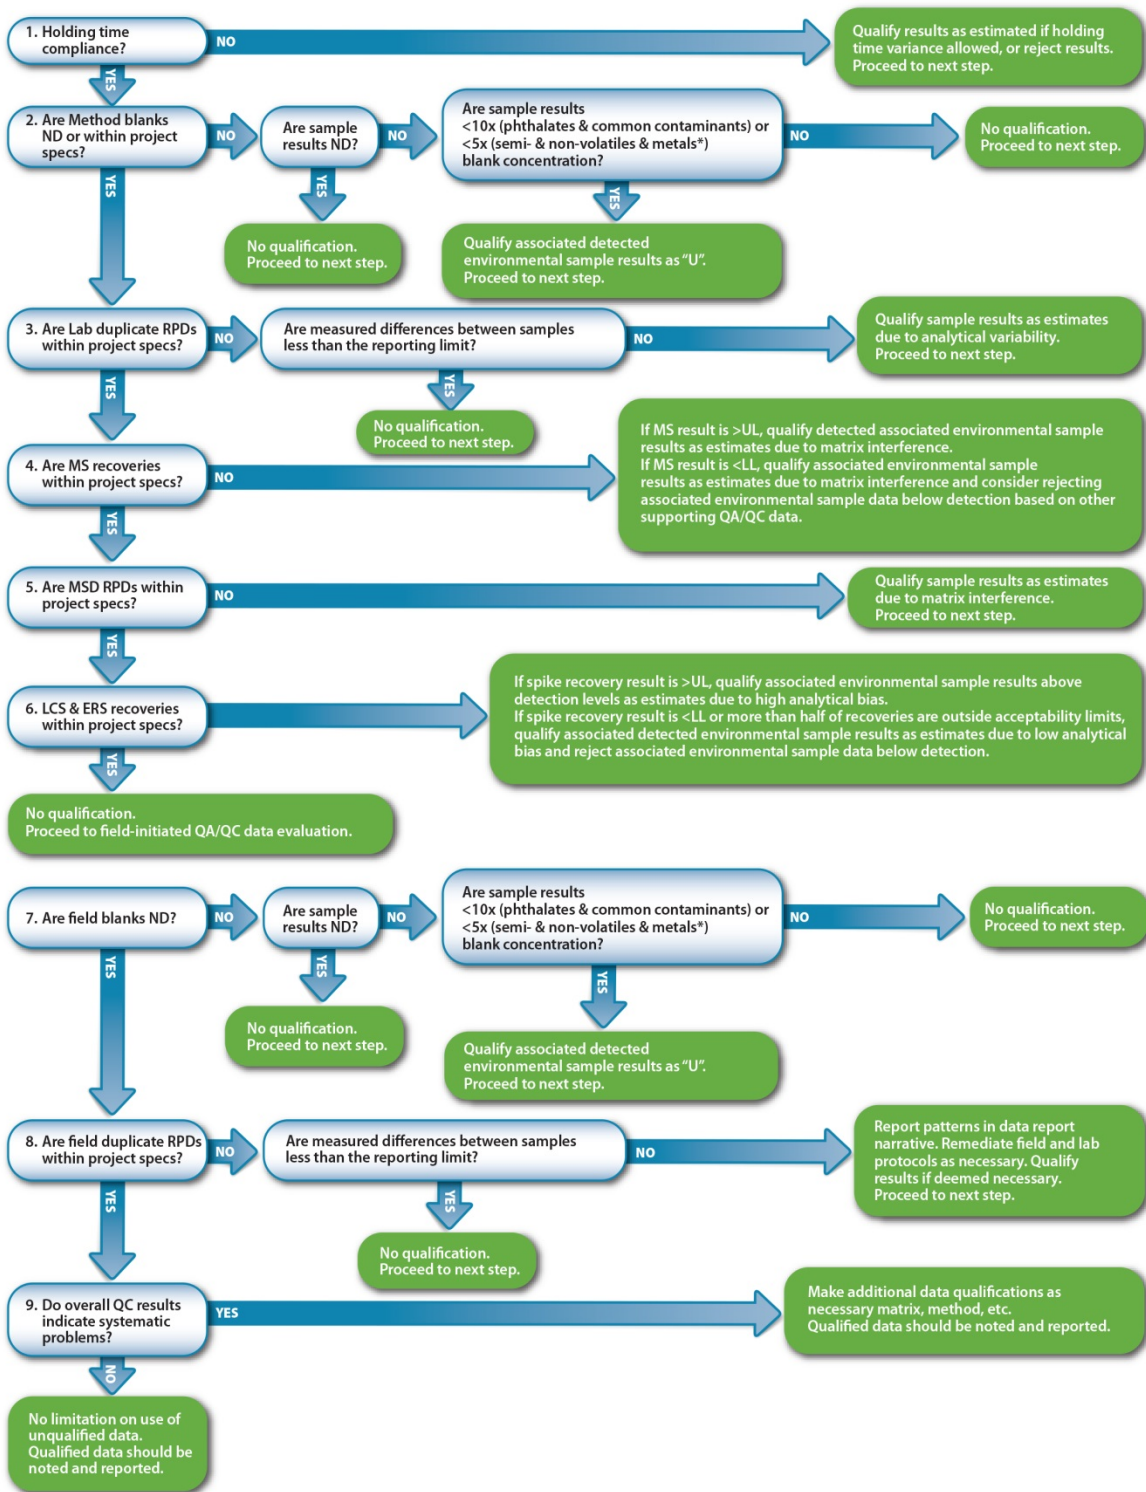 1. Holding time
compliance?
NO
Qualify results as estimated if holding
time variance allowed, or reject results.
Proceed to next step.
YES
2. Are Method blanks
ND or within project
specs?
NO
Are sample
results ND?
NO
Are sample results
<10x (phthalates & common contaminants) or
<5x (semi- & non-volatiles & metals*)
blank concentration?
NO
No qualification.
Proceed to next step.
YES
YES
YES
No qualification.
Proceed to next step.
Qualify associated detected
environmental sample results as “U”.
Proceed to next step.
3. Are Lab duplicate RPDs
within project specs?
NO
Are measured differences between samples
less than the reporting limit?
NO
Qualify sample results as estimates
due to analytical variability.
Proceed to next step.
YES
YES
No qualification.
Proceed to next step.
4. Are MS recoveries
within project specs?
NO
If MS result is >UL, qualify detected associated environmental sample
results as estimates due to matrix interference.
If MS result is <LL, qualify associated environmental sample
results as estimates due to matrix interference and consider rejecting
associated environmental sample data below detection based on other
supporting QA/QC data.
YES
5. Are MSD RPDs within
project specs?
NO
Qualify sample results as estimates
due to matrix interference.
Proceed to next step.
YES
6. LCS & ERS recoveries
within project specs?
If spike recovery result is >UL, qualify associated environmental sample results above
detection levels as estimates due to high analytical bias.
If spike recovery result is <LL or more than half of recoveries are outside acceptability limits,
qualify associated detected environmental sample results as estimates due to low analytical
bias and reject associated environmental sample data below detection.
YES
No qualification.
Proceed to field-initiated QA/QC data evaluation.
7. Are field blanks ND?
NO
Are sample
results ND?
NO
Are sample results
<10x (phthalates & common contaminants) or
<5x (semi- & non-volatiles & metals*)
blank concentration?
NO
No qualification.
Proceed to next step.
YES
YES
YES
No qualification.
Proceed to next step.
Qualify associated detected
environmental sample results as “U”.
Proceed to next step.
8. Are field duplicate RPDs
within project specs?
NO
Are measured differences between samples
less than the reporting limit?
NO
Report patterns in data report
narrative. Remediate field and lab
protocols as necessary. Qualify
results if deemed necessary.
Proceed to next step.
YES
YES
No qualification.
Proceed to next step.
9. Do overall QC results
indicate systematic
problems?
YES
Make additional data qualifications as
necessary matrix, method, etc.
Qualified data should be noted and reported.
NO
No limitation on use of
unqualified data.
Qualified data should be
noted and reported.